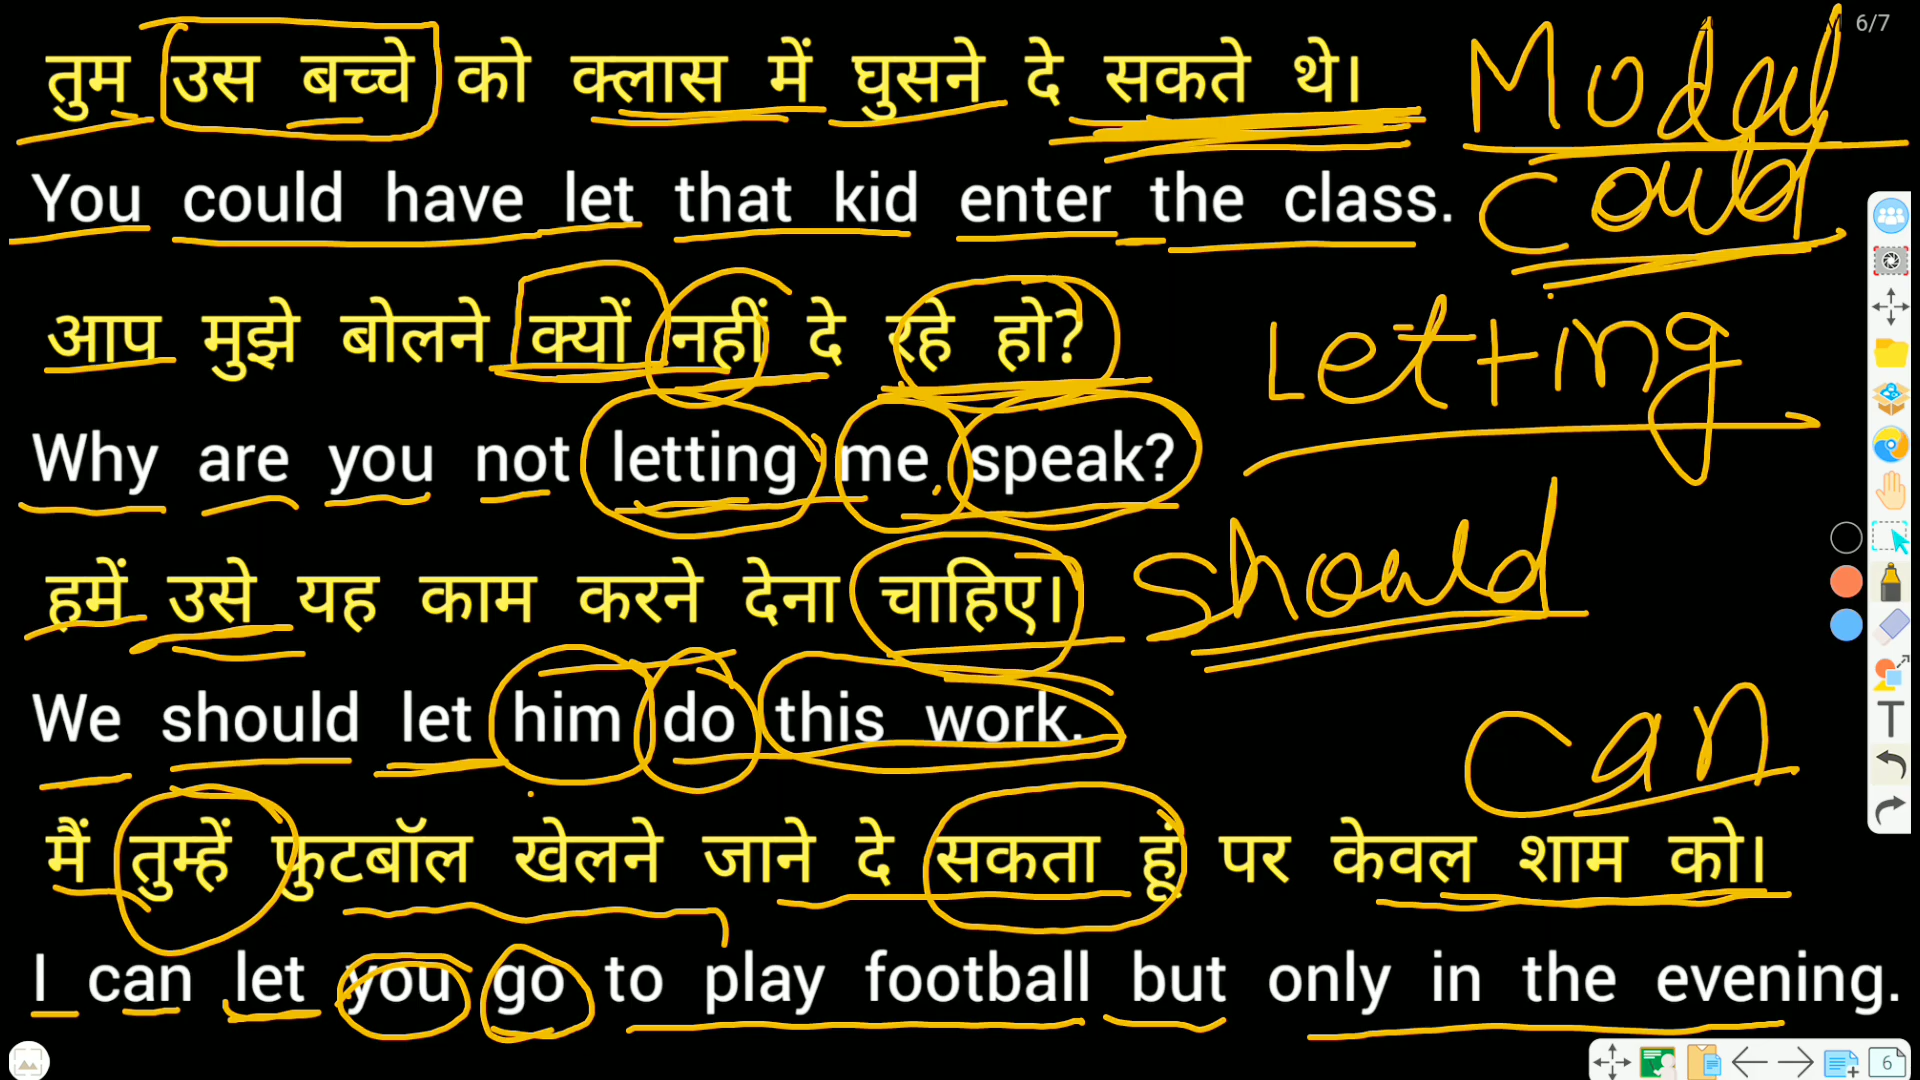 6/7
तुम उस बच्चे को क्लास में घुसने दे सकते थे।
Modal
You could have let that kid enter the class.
Could
आप मुझे बोलने क्यों नहीं दे रहे हो?
Let+ing
Why are you not letting me speak?
हमें उसे यह काम करने देना चाहिए।
should
We should let him do this work.
can
मैं तुम्हें फुटबॉल खेलने जाने दे सकता हूं पर केवल शाम को।
I can let you go to play football but only in the evening.
T
6